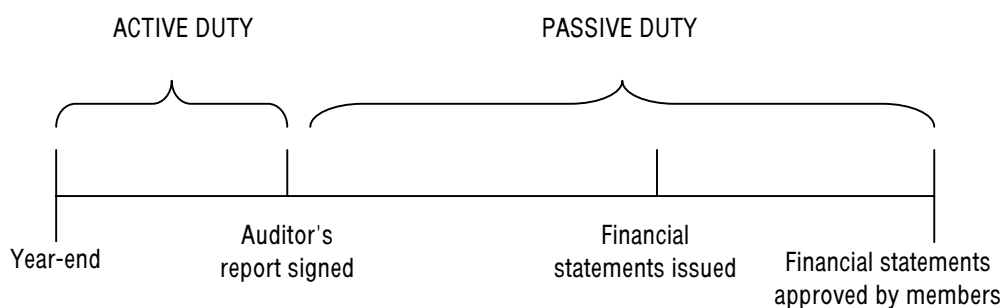 ACTIVE DUTY
PASSIVE DUTY
Year-end
Auditor's
report signed
Financial
statements issued
Financial statements
approved by members